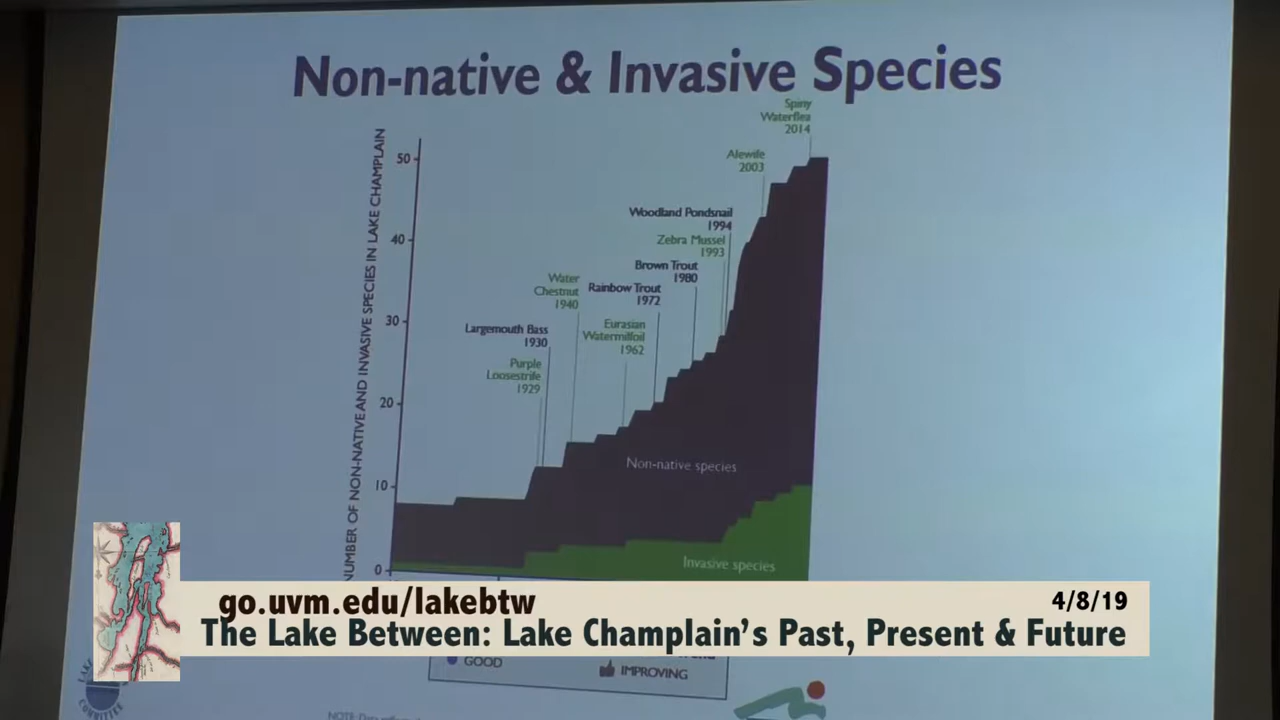 Non-native & Invasive Species
NUMBER OF NON-NATIVE AND INVASIVE SPECIES IN LAKE CHAMPLAIN
50
40
30
20
10
0
Spiny
Waterflea
2014
Alewife
2003
Woodland Pondsnail
1994
Zebra Mussel
1993
Brown Trout
1980
Rainbow Trout
1972
Water
Chestnut
1940
Eurasian
Watermilfoil
1962
Largemouth Bass
1930
Purple
Loosestrife
1929
Non-native species
Invasive species
go.uvm.edu/lakebtw
4/8/19
The Lake Between: Lake Champlain's Past, Present & Future
GOOD
IMPROVING